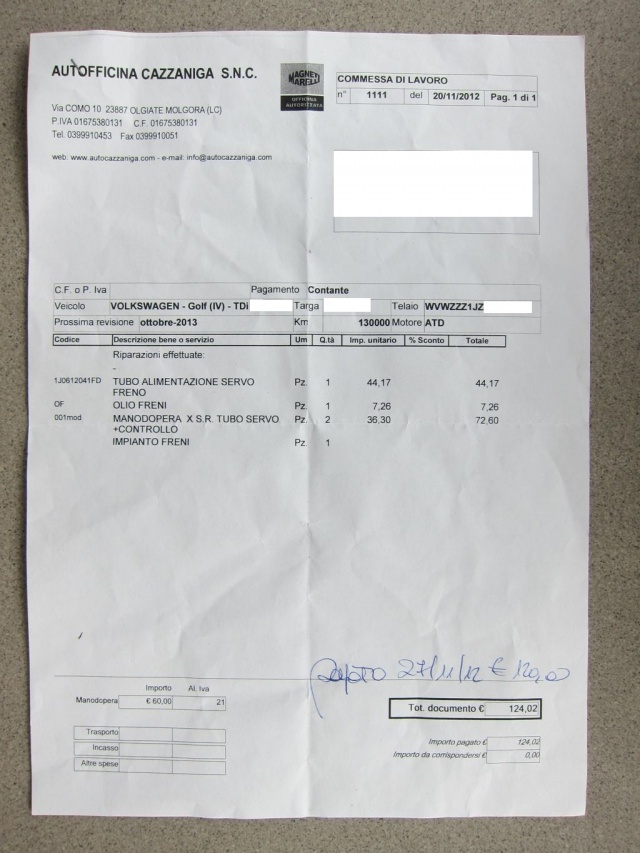 AUTOFFICINA CAZZANIGA S.N.C.
MAGNETI MARELLI
OFFICINA AUTORIZZATA
COMMESSA DI LAVORO
n° 1111 del 20/11/2012 Pag. 1 di 1
Via COMO 10 23887 OLGIATE MOLGORA (LC)
P.IVA 01675380131 C.F. 01675380131
Tel. 0399910453 Fax 0399910051
web: www.autocazzaniga.com - e-mail: info@autocazzaniga.com
C.F. o P. Iva Pagamento Contante
Veicolo VOLKSWAGEN - Golf (IV) - TDi Targa Telaio WVWZZZ1JZ
Prossima revisione ottobre-2013 Km 130000 Motore ATD
Codice Descrizione bene o servizio Um Q.tà Imp. unitario % Sconto Totale
Riparazioni effettuate:
-
1J0612041FD TUBO ALIMENTAZIONE SERVO Pz. 1 44,17 44,17
FRENO
OF OLIO FRENI Pz. 1 7,26 7,26
001mod MANODOPERA X S.R. TUBO SERVO Pz. 2 36,30 72,60
+CONTROLLO
IMPIANTO FRENI Pz. 1
27/11/12 € 120,00
Importo Al. Iva
Manodopera € 60,00 21
Tot. documento € 124,02
Trasporto
Incasso
Altre spese
Importo pagato € 124,02
Importo da corrispondersi € 0,00